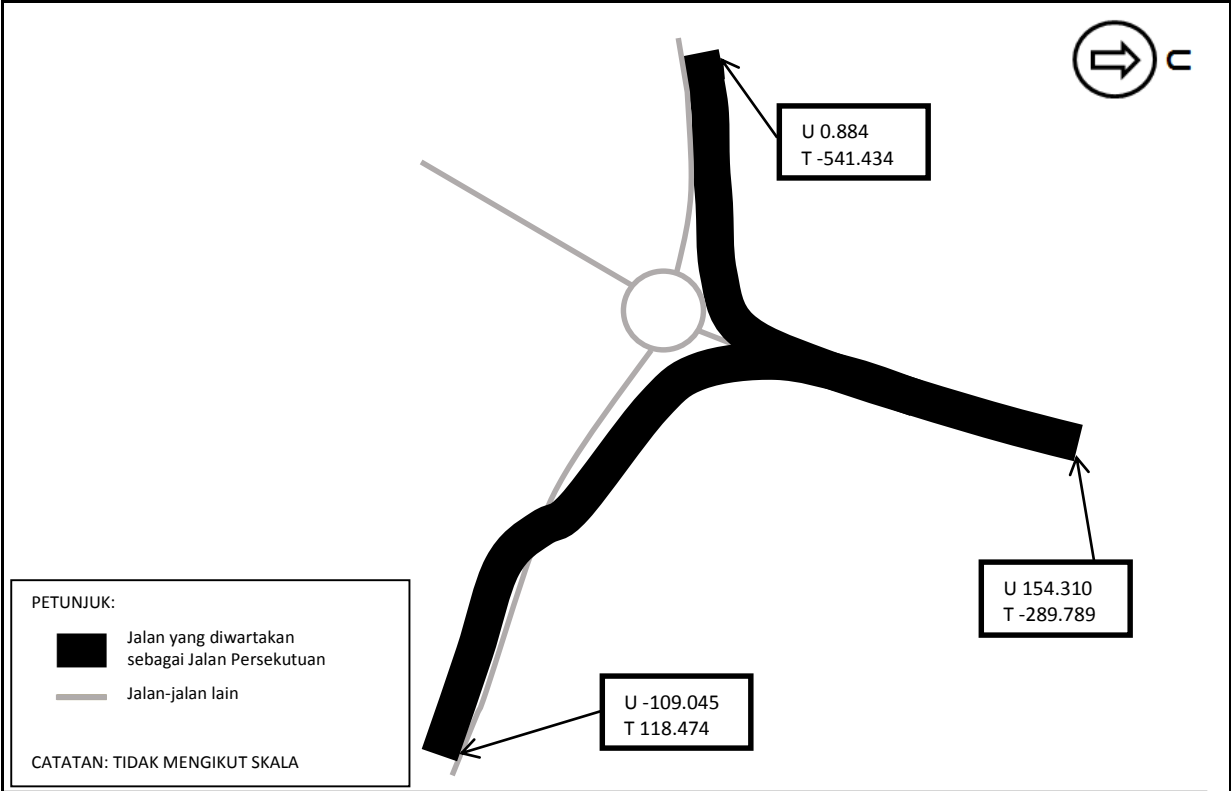 U
U 0.884
T -541.434
U 154.310
T -289.789
U -109.045
T 118.474
PETUNJUK:
Jalan yang diwartakan
sebagai Jalan Persekutuan
Jalan-jalan lain
CATATAN: TIDAK MENGIKUT SKALA